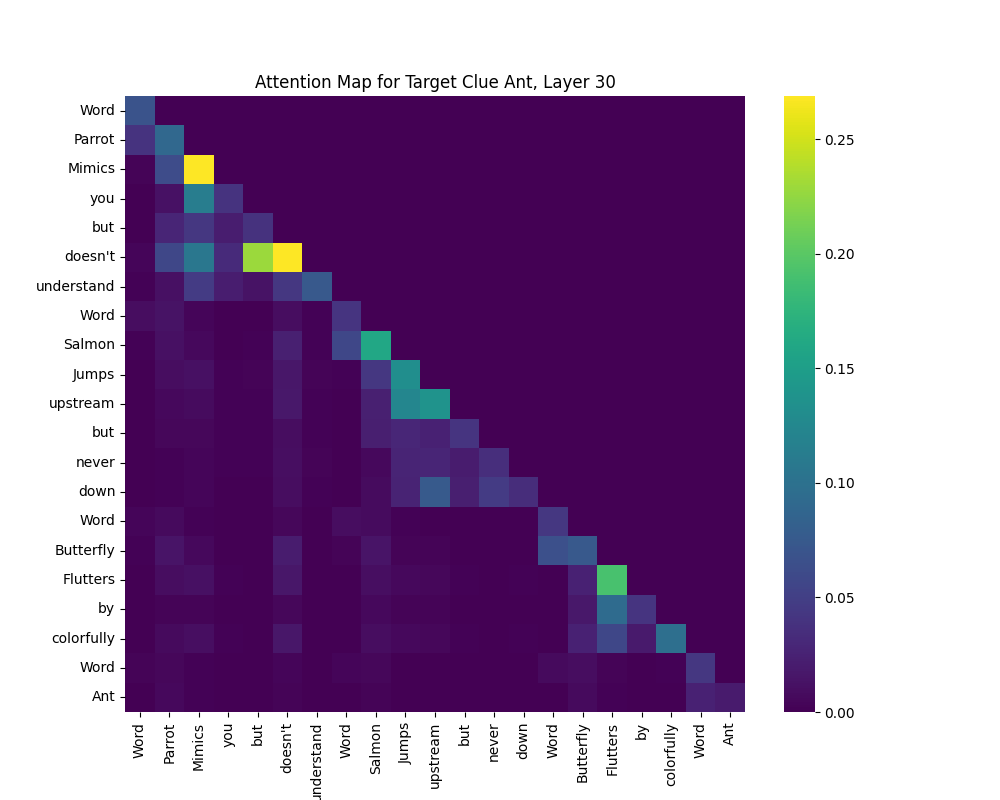 Attention Map for Target Clue Ant, Layer 30
Word
Parrot
Mimics
you
but
doesn't
understand
Word
Salmon
Jumps
upstream
but
never
down
Word
Butterfly
Flutters
by
colorfully
Word
Ant
0.25
0.20
0.15
0.10
0.05
0.00
Word
Parrot
Mimics
you
but
doesn't
understand
Word
Salmon
Jumps
upstream
but
never
down
Word
Butterfly
Flutters
by
colorfully
Word
Ant